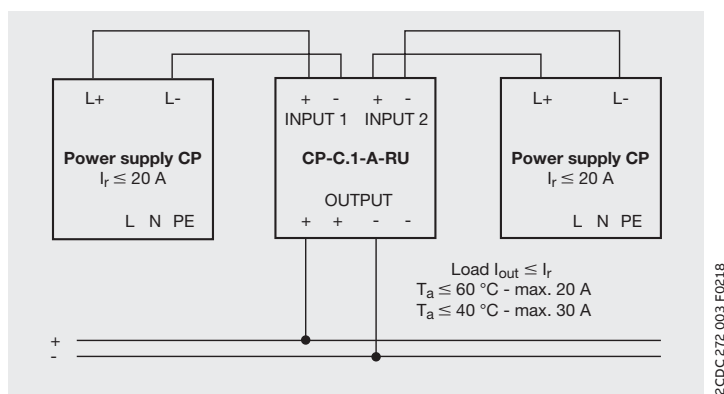 L+ L-
Power supply CP
Ir ≤ 20 A
L N PE
+ - + -
INPUT 1 INPUT 2
CP-C.1-A-RU
OUTPUT
+ + - -
L+ L-
Power supply CP
Ir ≤ 20 A
L N PE
Load Iout ≤ Ir
Ta ≤ 60 °C - max. 20 A
Ta ≤ 40 °C - max. 30 A
+
-
2CDC 272 003 F0218